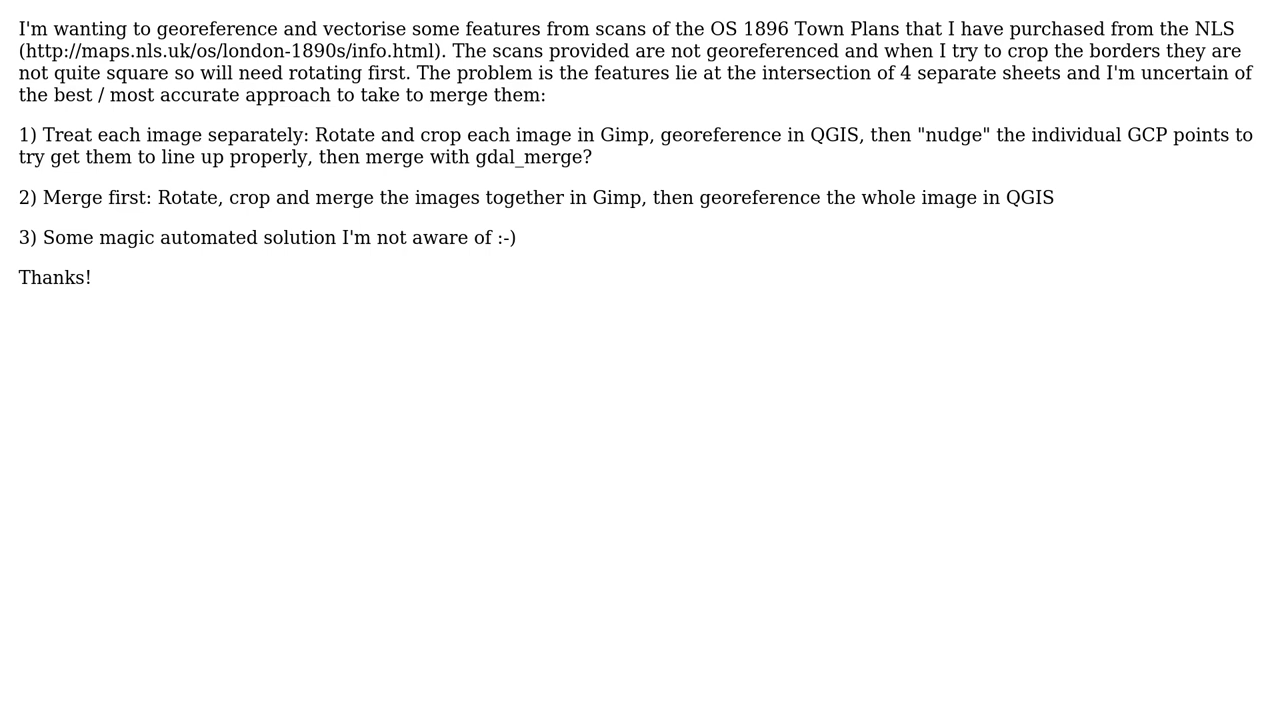 I'm wanting to georeference and vectorise some features from scans of the OS 1896 Town Plans that I have purchased from the NLS
(http://maps.nls.uk/os/london-1890s/info.html). The scans provided are not georeferenced and when I try to crop the borders they are
not quite square so will need rotating first. The problem is the features lie at the intersection of 4 separate sheets and I'm uncertain of
the best / most accurate approach to take to merge them:
1) Treat each image separately: Rotate and crop each image in Gimp, georeference in QGIS, then "nudge" the individual GCP points to
try get them to line up properly, then merge with gdal_merge?
2) Merge first: Rotate, crop and merge the images together in Gimp, then georeference the whole image in QGIS
3) Some magic automated solution I'm not aware of :-)
Thanks!